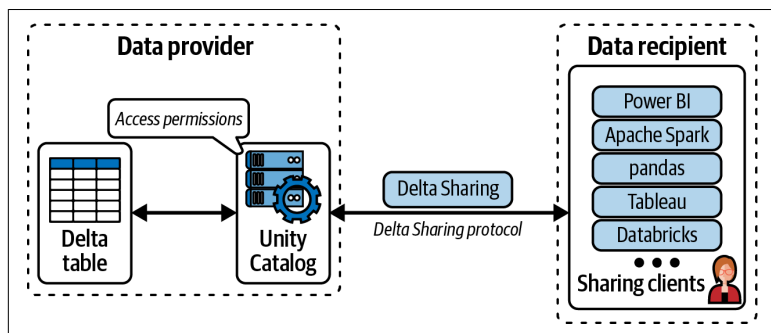 Data provider
Data recipient
Access permissions
Delta
table
Unity
Catalog
Delta Sharing
Delta Sharing protocol
Power BI
Apache Spark
pandas
Tableau
Databricks
Sharing clients